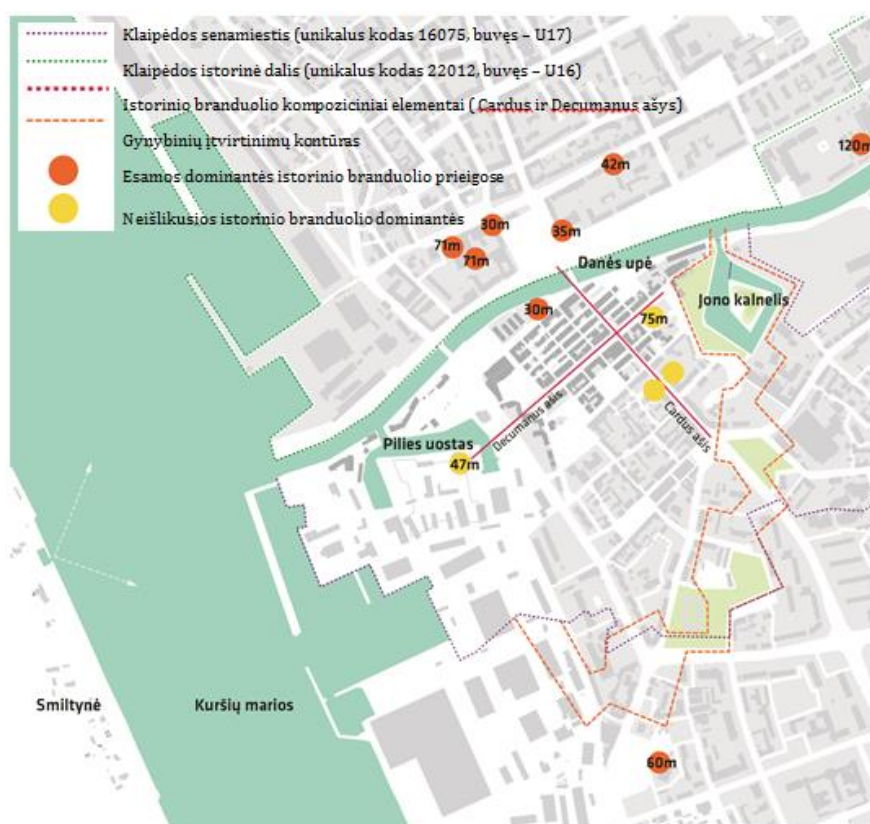 Klaipėdos senamiestis (unikalus kodas 16075, buvęs – U17)
Klaipėdos istorinė dalis (unikalus kodas 22012, buvęs – U16)
Istorinio branduolio kompoziciniai elementai ( Cardus ir Decumanus ašys)
Gynybinių įtvirtinimų kontūras
Esamos dominantės istorinio branduolio prieigose
Neišlikusios istorinio branduolio dominantės
120m
42m
30m
35m
71m
71m
Danės upė
Jono kalnelis
30m
75m
Decumanus ašis
Cardus ašis
Pilies uostas
47m
Smiltynė
Kuršių marios
60m